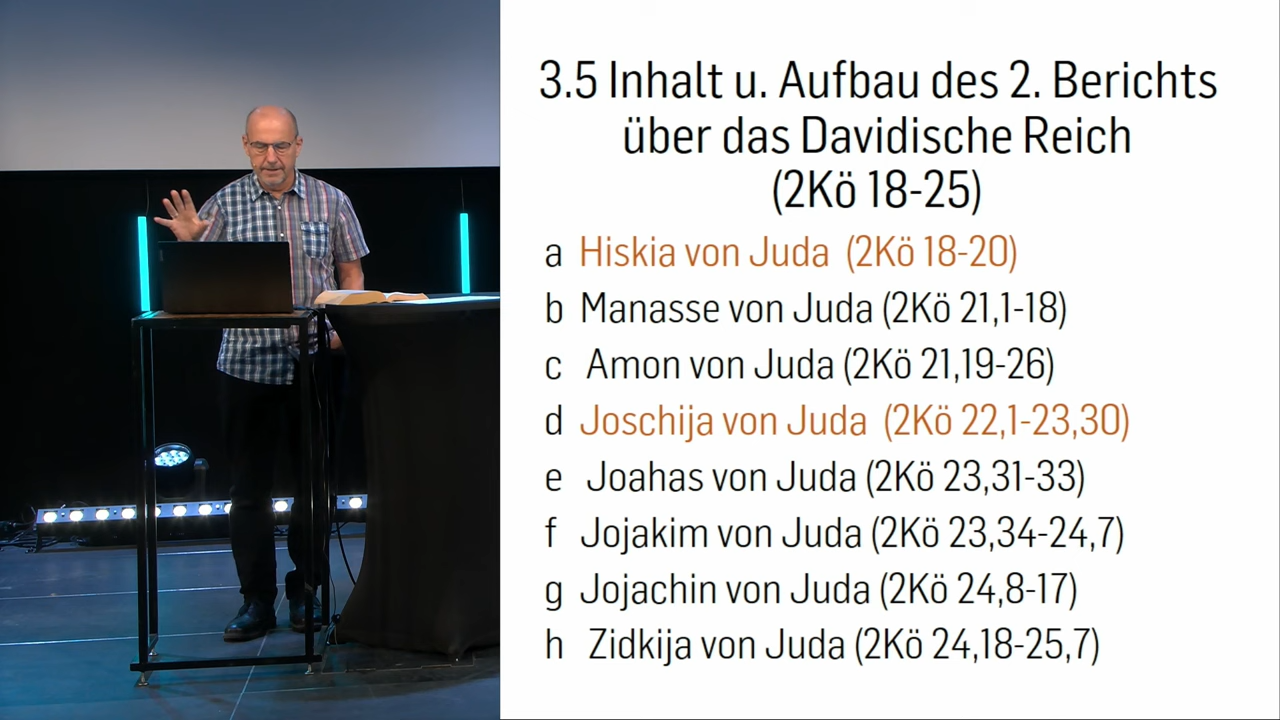 3.5 Inhalt u. Aufbau des 2. Berichts
über das Davidische Reich
(2Kö 18-25)
a Hiskia von Juda (2Kö 18-20)
b Manasse von Juda (2Kö 21,1-18)
c Amon von Juda (2Kö 21,19-26)
d Joschija von Juda (2Kö 22,1-23,30)
e Joahas von Juda (2Kö 23,31-33)
f Jojakim von Juda (2Kö 23,34-24,7)
g Jojachin von Juda (2Kö 24,8-17)
h Zidkija von Juda (2Kö 24,18-25,7)